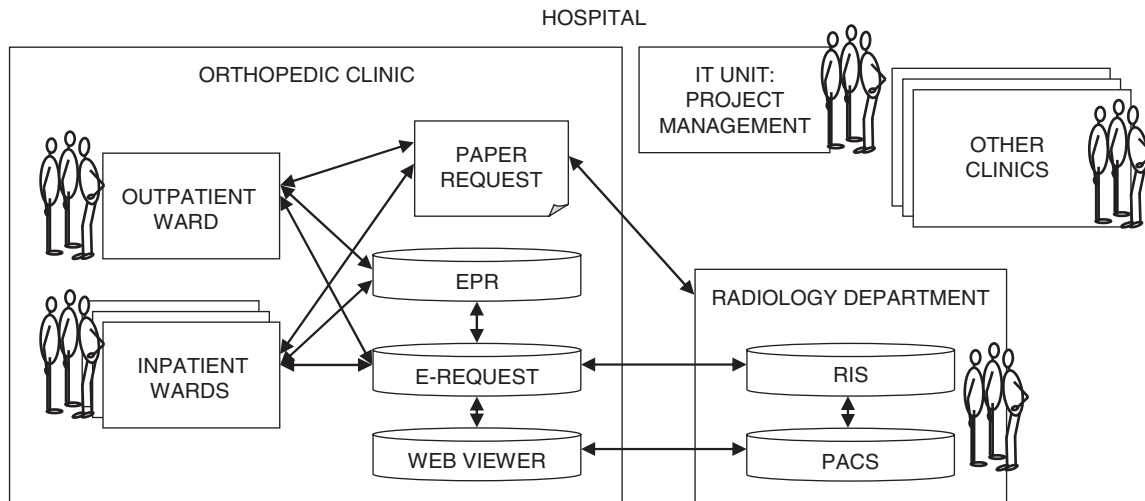 HOSPITAL
ORTHOPEDIC CLINIC
IT UNIT:
PROJECT
MANAGEMENT
OTHER
CLINICS
PAPER
REQUEST
OUTPATIENT
WARD
EPR
RADIOLOGY DEPARTMENT
INPATIENT
WARDS
E-REQUEST
RIS
WEB VIEWER
PACS